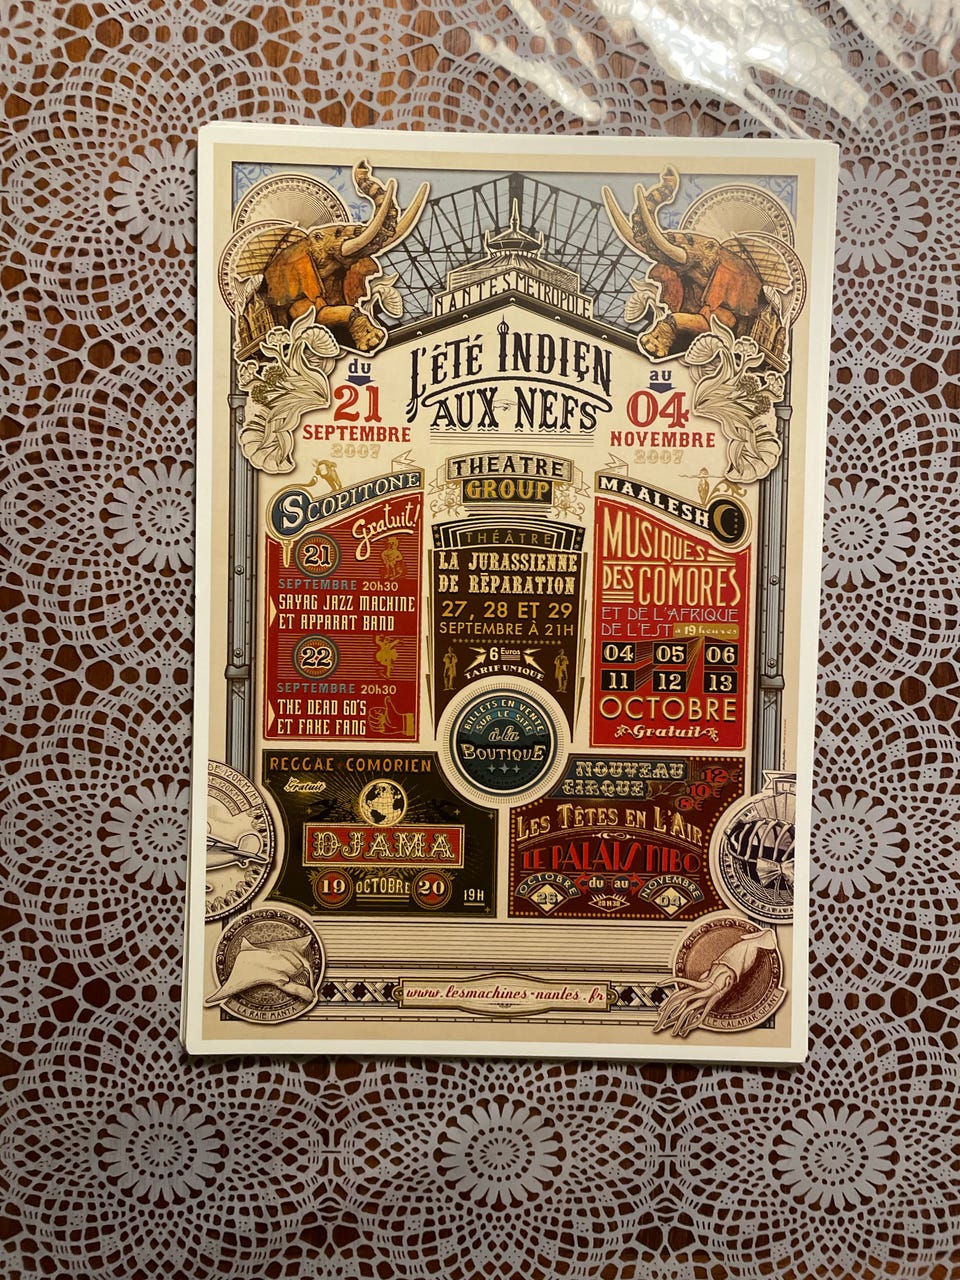 NANTES MÉTROPOLE
L'ÉTÉ INDIEN
AUX NEFS
du
21
SEPTEMBRE
2007
au
04
NOVEMBRE
2007
SCOPITONE
Gratuit!
21
SEPTEMBRE 20h30
SAYAG JAZZ MACHINE
ET APPARAT BAND
22
SEPTEMBRE 20h30
THE DEAD 60'S
ET FAKE FANG
THEATRE
GROUP
THÉÂTRE
LA JURASSIENNE
DE RÉPARATION
27, 28 ET 29
SEPTEMBRE À 21H
6 Euros
TARIF UNIQUE
BILLETS EN VENTE
SUR LE SITE
à la
BOUTIQUE
MAALESH
MUSIQUES
DES COMORES
ET DE L'AFRIQUE
DE L'EST à 19 heures
04 05 06
11 12 13
OCTOBRE
Gratuit
REGGAE COMORIEN
Gratuit
DJAMA
19 OCTOBRE 20
19H
NOUVEAU
CIRQUE
12€
10€
8€
LES TÊTES EN L'AIR
LE PALAIS NIBO
OCTOBRE du au NOVEMBRE
26 20H30 04
LA RAIE MANTA
www.lesmachines-nantes.fr
LE CALAMAR GÉANT